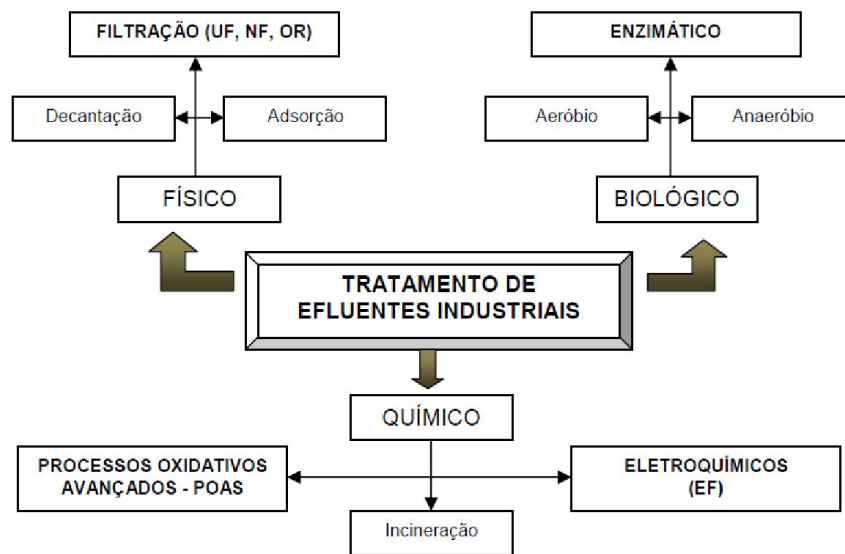 FILTRAÇÃO (UF, NF, OR)
ENZIMÁTICO
Decantação
Adsorção
Aeróbio
Anaeróbio
FÍSICO
BIOLÓGICO
TRATAMENTO DE
EFLUENTES INDUSTRIAIS
QUÍMICO
PROCESSOS OXIDATIVOS
AVANÇADOS - POAS
ELETROQUÍMICOS
(EF)
Incineração